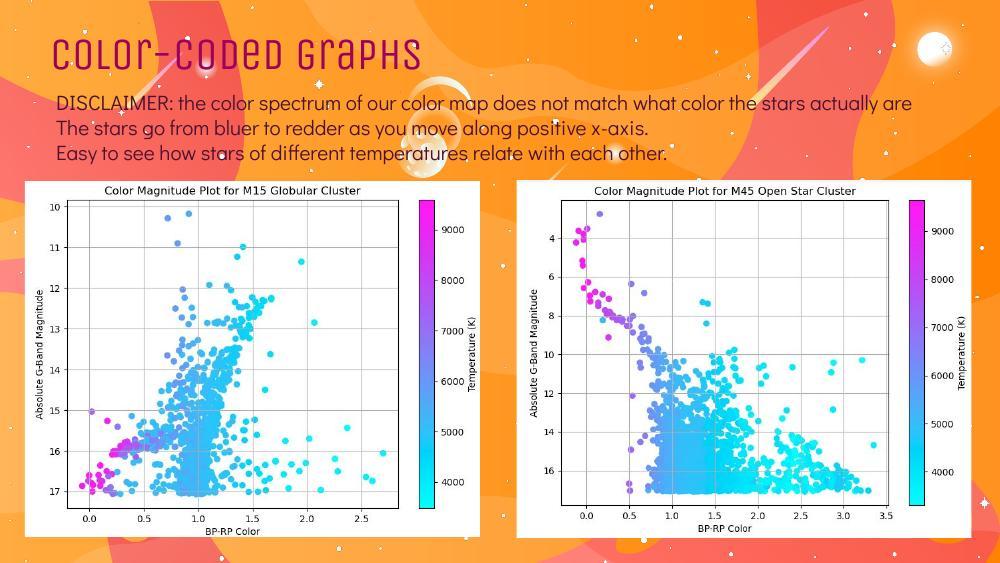 Color-Coded Graphs
DISCLAIMER: the color spectrum of our color map does not match what color the stars actually are
The stars go from bluer to redder as you move along positive x-axis.
Easy to see how stars of different temperatures relate with each other.
Color Magnitude Plot for M15 Globular Cluster
10
11
12
13
14
15
16
17
Absolute G-Band Magnitude
0.0 0.5 1.0 1.5 2.0 2.5
BP-RP Color
9000
8000
7000
6000
5000
4000
Temperature (K)
Color Magnitude Plot for M45 Open Star Cluster
4
6
8
10
12
14
16
Absolute G-Band Magnitude
0.0 0.5 1.0 1.5 2.0 2.5 3.0 3.5
BP-RP Color
9000
8000
7000
6000
5000
4000
Temperature (K)